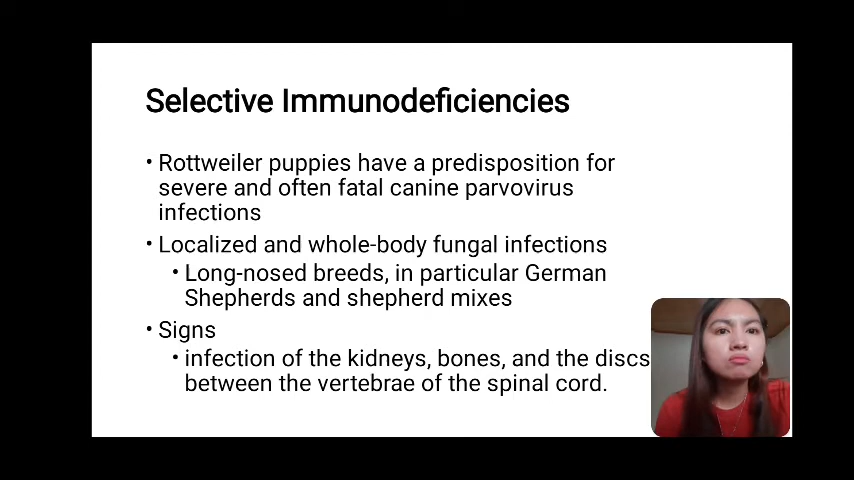 Selective Immunodeficiencies
• Rottweiler puppies have a predisposition for
severe and often fatal canine parvovirus
infections
• Localized and whole-body fungal infections
• Long-nosed breeds, in particular German
Shepherds and shepherd mixes
• Signs
• infection of the kidneys, bones, and the discs
between the vertebrae of the spinal cord.